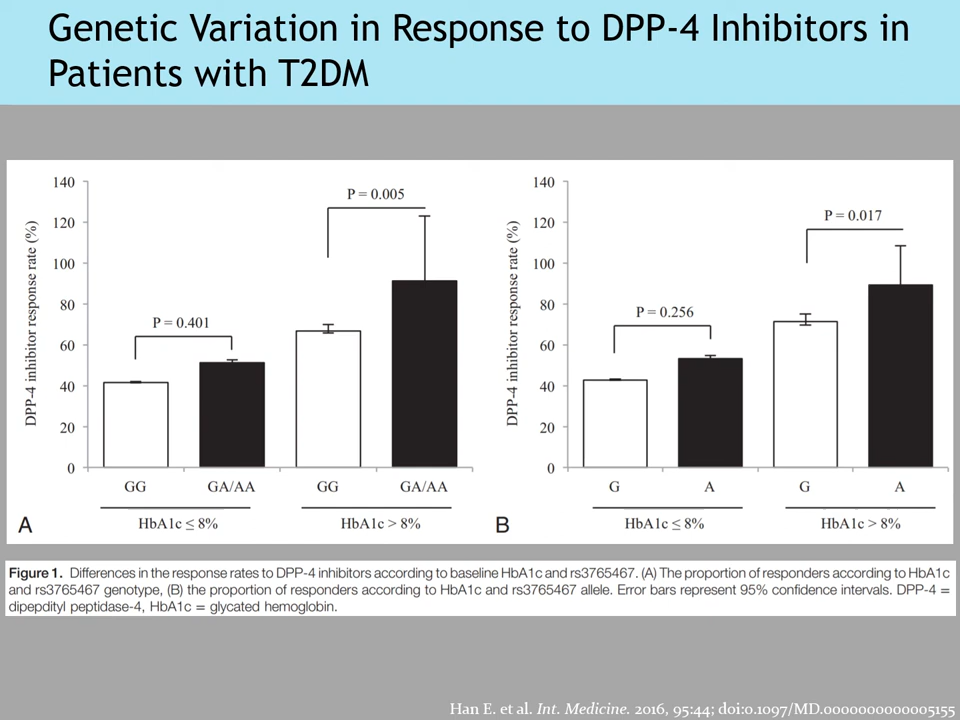 Genetic Variation in Response to DPP-4 Inhibitors in
Patients with T2DM
140
120
100
80
60
40
20
0
DPP-4 inhibitor response rate (%)
P = 0.401
P = 0.005
GG
GA/AA
GG
GA/AA
HbA1c ≤ 8%
HbA1c > 8%
A
140
120
100
80
60
40
20
0
DPP-4 inhibitor response rate (%)
P = 0.256
P = 0.017
G
A
G
A
HbA1c ≤ 8%
HbA1c > 8%
B
Figure 1. Differences in the response rates to DPP-4 inhibitors according to baseline HbA1c and rs3765467. (A) The proportion of responders according to HbA1c
and rs3765467 genotype, (B) the proportion of responders according to HbA1c and rs3765467 allele. Error bars represent 95% confidence intervals. DPP-4 =
dipepdityl peptidase-4, HbA1c = glycated hemoglobin.
Han E. et al. Int. Medicine. 2016, 95:44; doi:0.1097/MD.0000000000005155